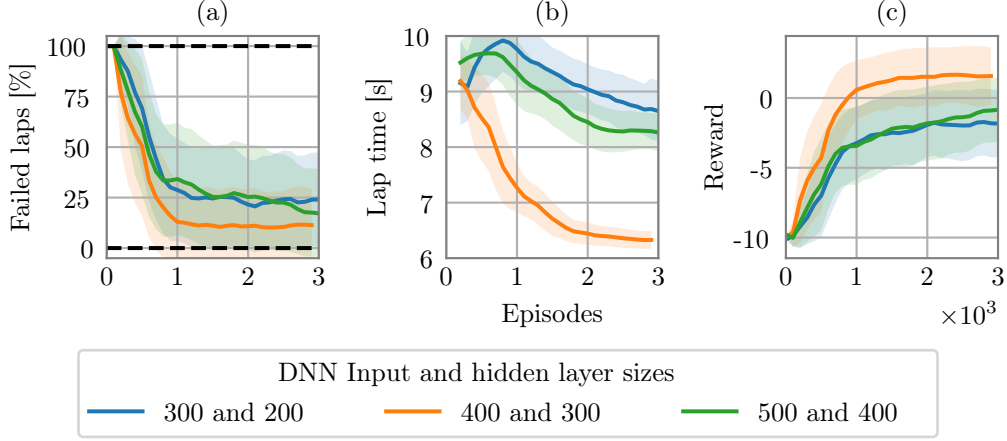 (a)
(b)
(c)
Failed laps [%]
100
75
50
25
0
0
1
2
3
Lap time [s]
10
9
8
7
6
0
1
2
3
Episodes
Reward
0
-5
-10
0
1
2
3
×10³
DNN Input and hidden layer sizes
300 and 200
400 and 300
500 and 400